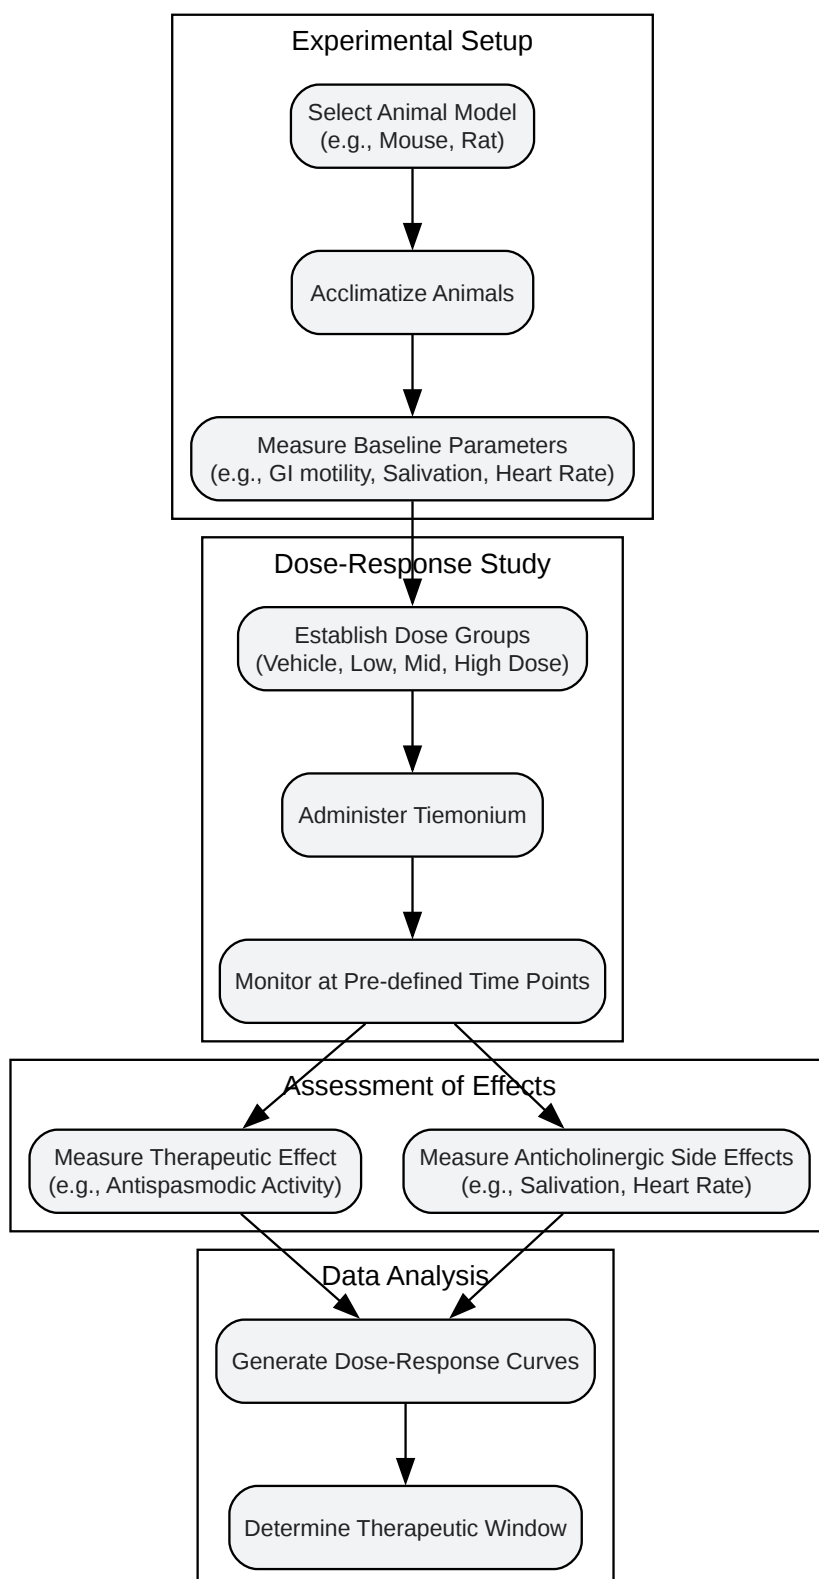 Experimental Setup
Select Animal Model
(e.g., Mouse, Rat)
Acclimatize Animals
Measure Baseline Parameters
(e.g., GI motility, Salivation, Heart Rate)
Dose-Response Study
Establish Dose Groups
(Vehicle, Low, Mid, High Dose)
Administer Tiemonium
Monitor at Pre-defined Time Points
Assessment of Effects
Measure Therapeutic Effect
(e.g., Antispasmodic Activity)
Measure Anticholinergic Side Effects
(e.g., Salivation, Heart Rate)
Data Analysis
Generate Dose-Response Curves
Determine Therapeutic Window